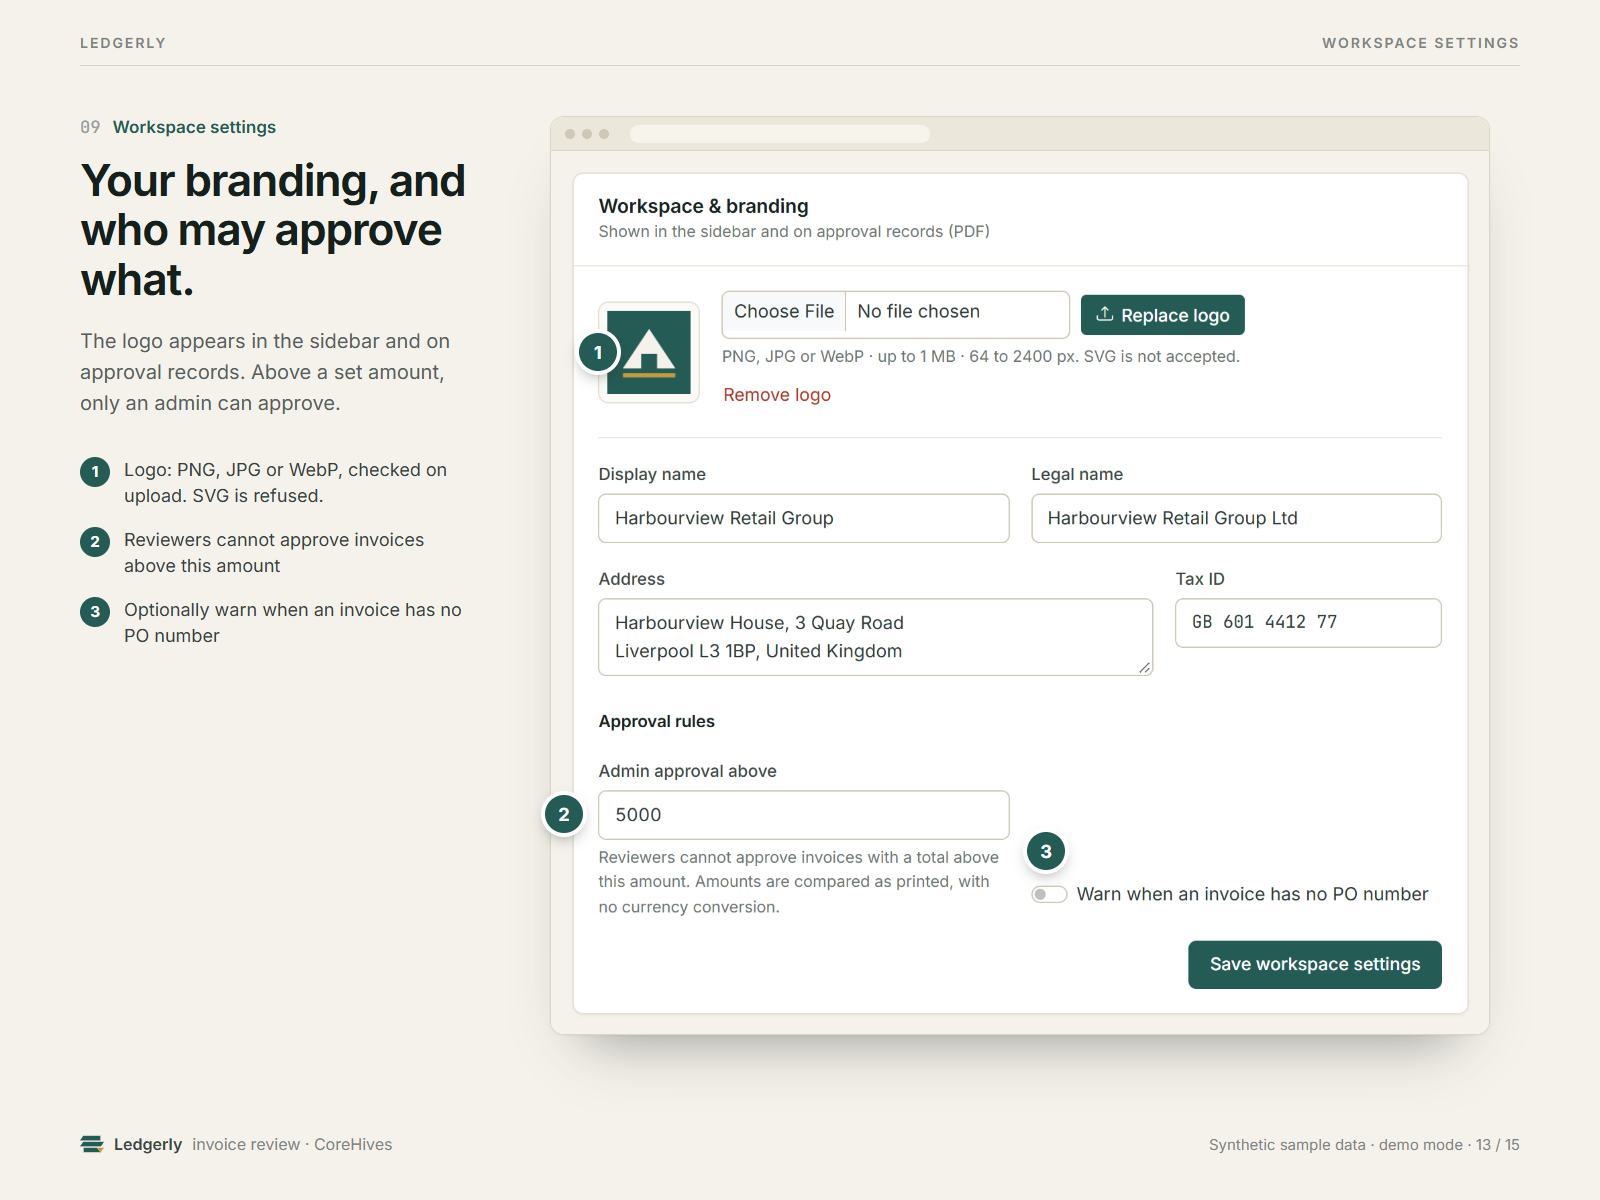 LEDGERLY
WORKSPACE SETTINGS
09 Workspace settings
Your branding, and
who may approve
what.
The logo appears in the sidebar and on
approval records. Above a set amount,
only an admin can approve.
1 Logo: PNG, JPG or WebP, checked on
upload. SVG is refused.
2 Reviewers cannot approve invoices
above this amount
3 Optionally warn when an invoice has no
PO number
Workspace & branding
Shown in the sidebar and on approval records (PDF)
1
Choose File No file chosen
Replace logo
PNG, JPG or WebP · up to 1 MB · 64 to 2400 px. SVG is not accepted.
Remove logo
Display name
Harbourview Retail Group
Legal name
Harbourview Retail Group Ltd
Address
Harbourview House, 3 Quay Road
Liverpool L3 1BP, United Kingdom
Tax ID
GB 601 4412 77
Approval rules
Admin approval above
2
5000
Reviewers cannot approve invoices with a total above
this amount. Amounts are compared as printed, with
no currency conversion.
3
Warn when an invoice has no PO number
Save workspace settings
Ledgerly invoice review · CoreHives
Synthetic sample data · demo mode · 13 / 15